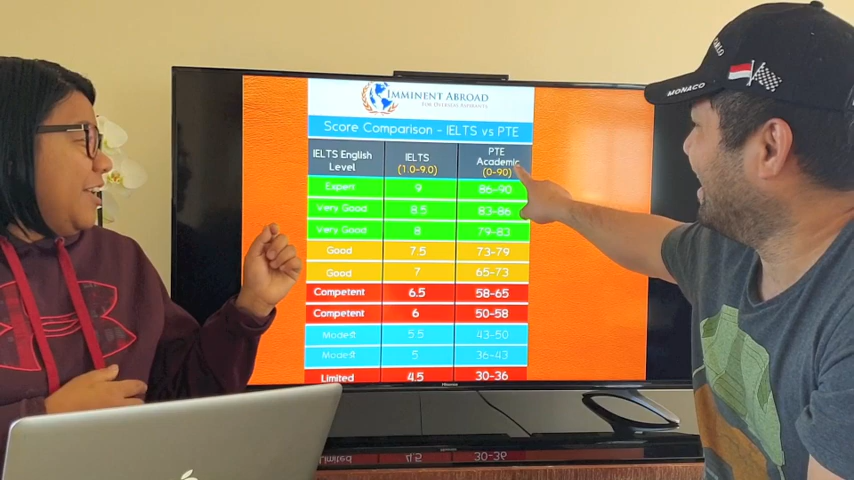 IMMINENT ABROAD
FOR OVERSEAS ASPIRANTS
Score Comparison - IELTS vs PTE
IELTS English Level IELTS (1.0-9.0) PTE Academic (0-90)
Expert 9 86-90
Very Good 8.5 83-86
Very Good 8 79-83
Good 7.5 73-79
Good 7 65-73
Competent 6.5 58-65
Competent 6 50-58
Modest 5.5 43-50
Modest 5 36-43
Limited 4.5 30-36
Hisense
MONACO